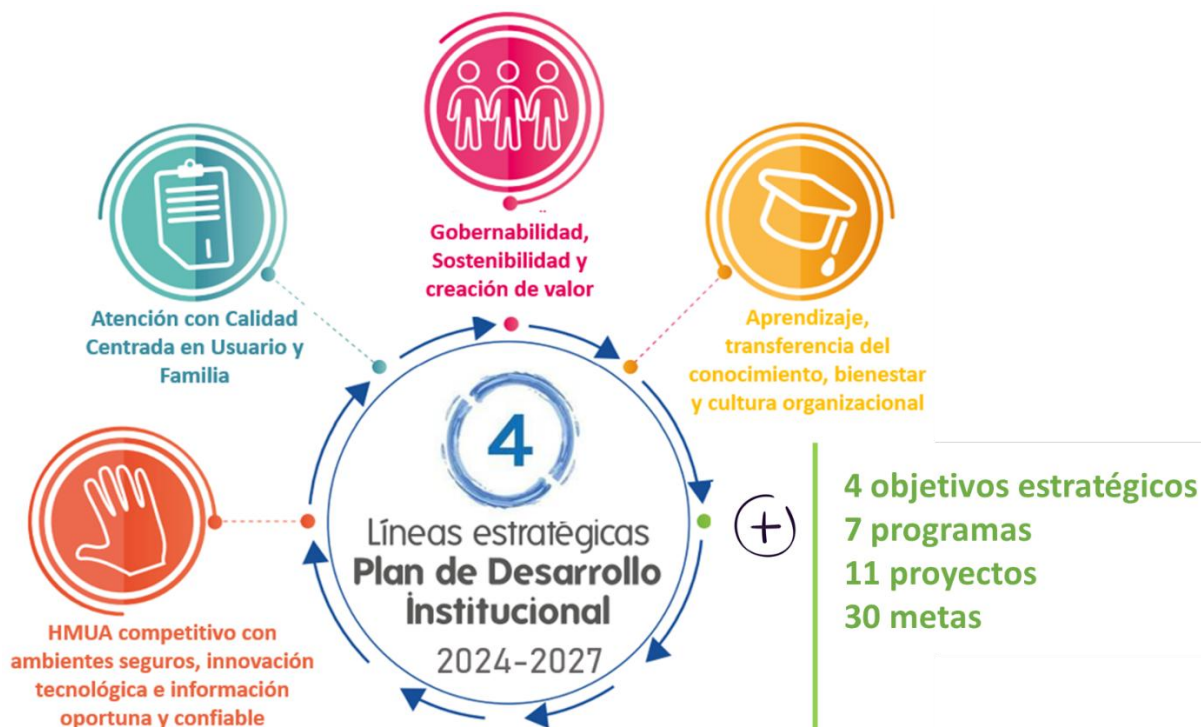 Gobernabilidad,
Sostenibilidad y
creación de valor
Atención con Calidad
Centrada en Usuario y
Familia
Aprendizaje,
transferencia del
conocimiento, bienestar
y cultura organizacional
HMUA competitivo con
ambientes seguros, innovación
tecnológica e información
oportuna y confiable
4
Líneas estratégicas
Plan de Desarrollo
Institucional
2024-2027
+
4 objetivos estratégicos
7 programas
11 proyectos
30 metas